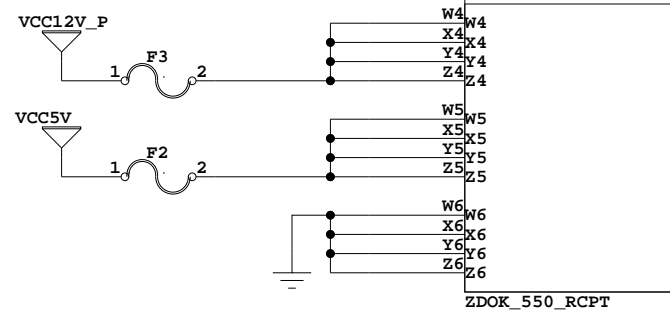 VCC12V_P
F3
1 2
W4 W4
X4 X4
Y4 Y4
Z4 Z4
VCC5V
F2
1 2
W5 W5
X5 X5
Y5 Y5
Z5 Z5
W6 W6
X6 X6
Y6 Y6
Z6 Z6
ZDOK_550_RCPT